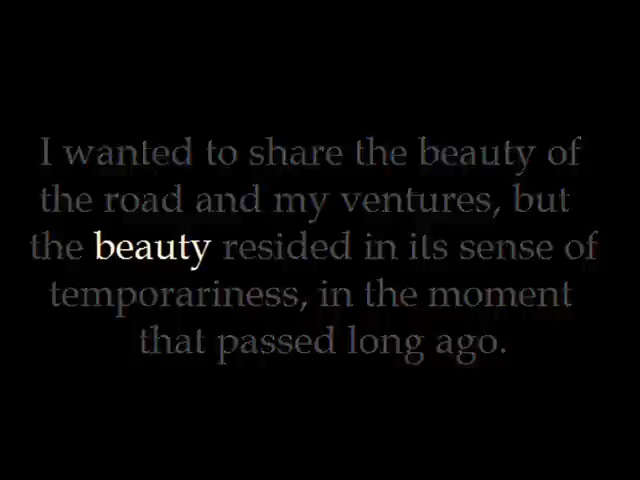 I wanted to share the beauty of
the road and my ventures, but
the beauty resided in its sense of
temporariness, in the moment
that passed long ago.